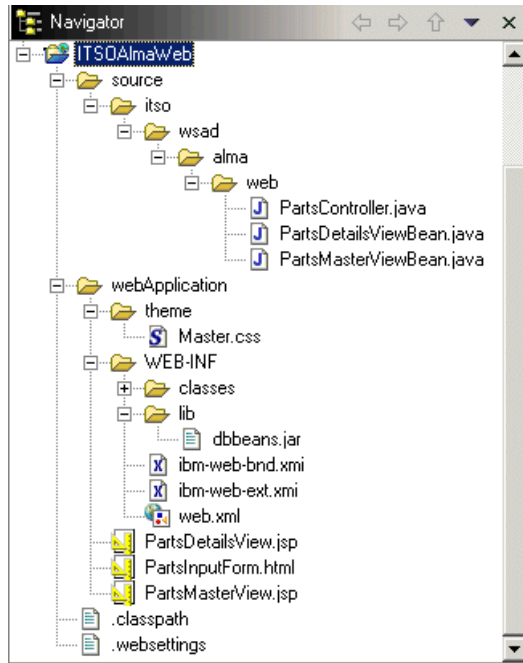 Navigator
ITSOAlmaWeb
source
itso
wsad
alma
web
PartsController.java
PartsDetailsViewBean.java
PartsMasterViewBean.java
webApplication
theme
Master.css
WEB-INF
classes
lib
dbbeans.jar
ibm-web-bnd.xmi
ibm-web-ext.xmi
web.xml
PartsDetailsView.jsp
PartsInputForm.html
PartsMasterView.jsp
.classpath
.websettings